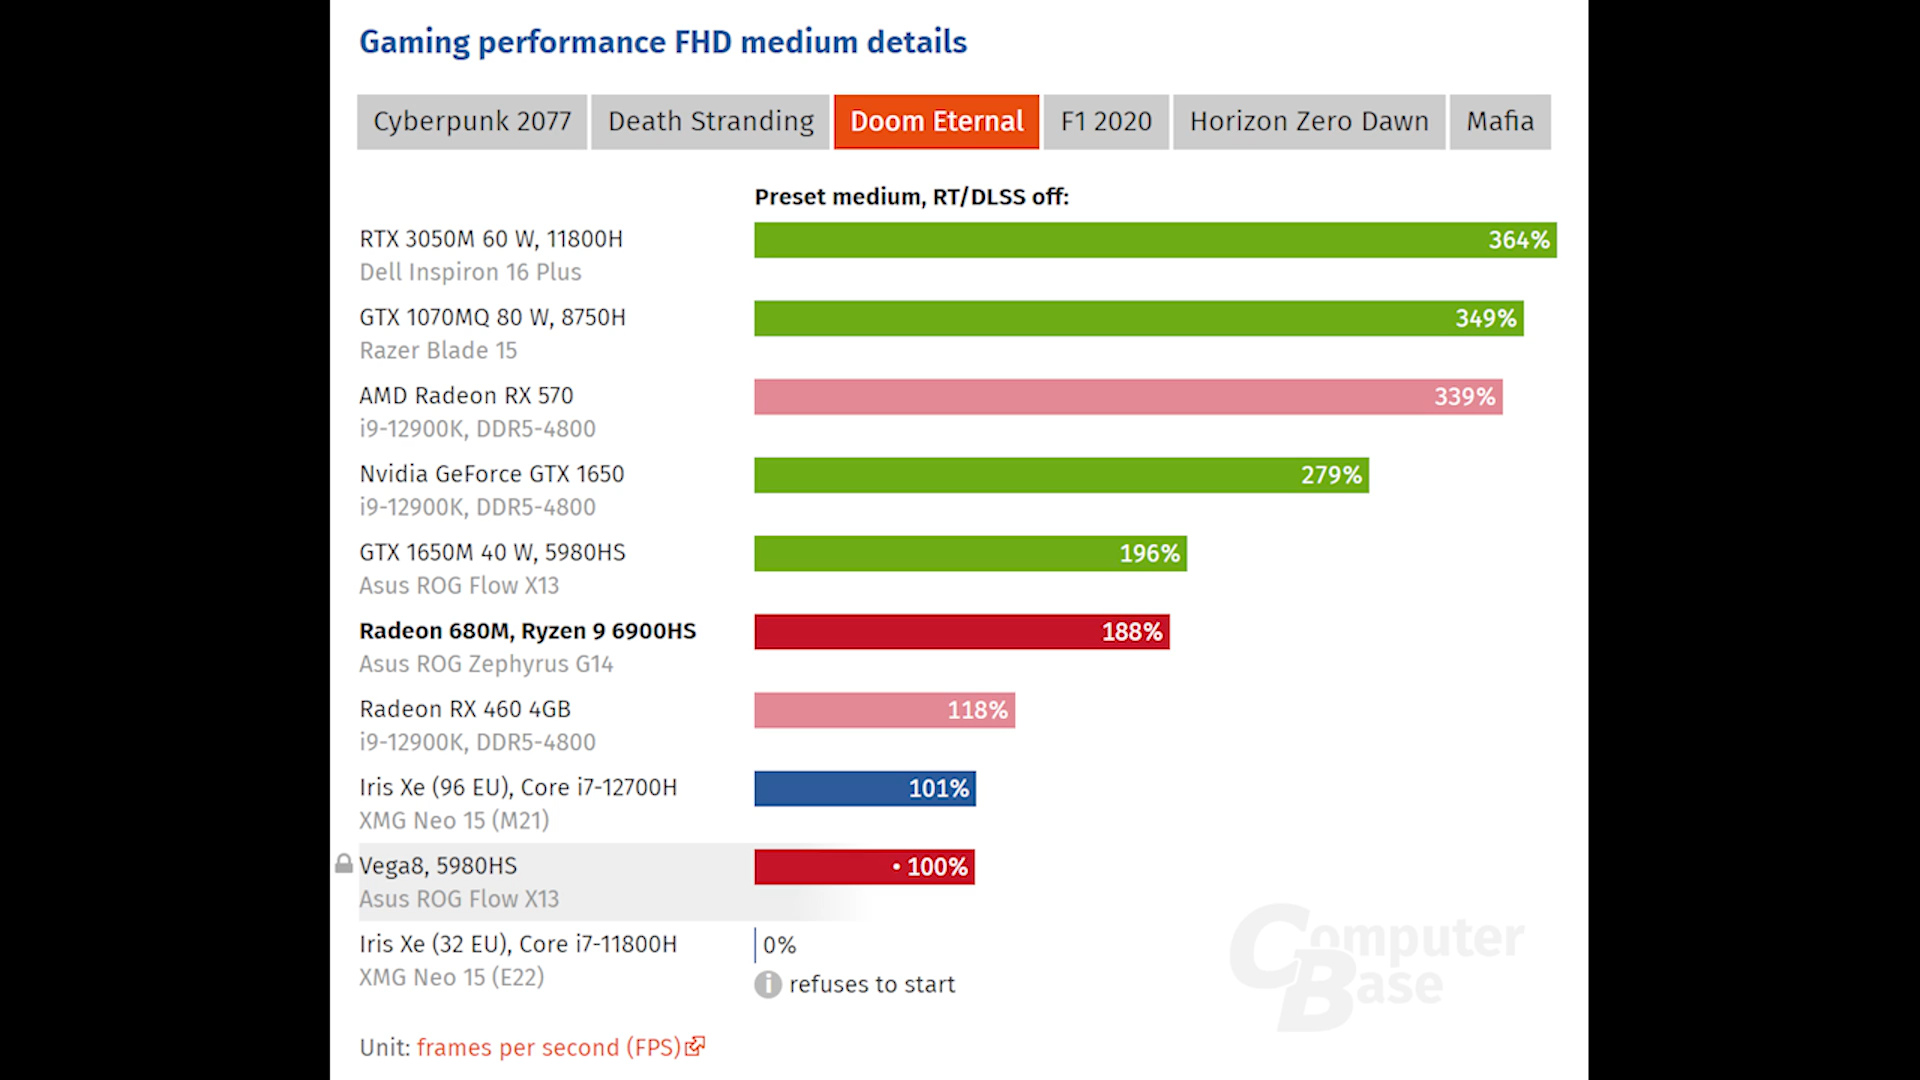 Gaming performance FHD medium details
Cyberpunk 2077 Death Stranding Doom Eternal F1 2020 Horizon Zero Dawn Mafia
Preset medium, RT/DLSS off:
RTX 3050M 60 W, 11800H 364%
Dell Inspiron 16 Plus
GTX 1070MQ 80 W, 8750H 349%
Razer Blade 15
AMD Radeon RX 570 339%
i9-12900K, DDR5-4800
Nvidia GeForce GTX 1650 279%
i9-12900K, DDR5-4800
GTX 1650M 40 W, 5980HS 196%
Asus ROG Flow X13
Radeon 680M, Ryzen 9 6900HS 188%
Asus ROG Zephyrus G14
Radeon RX 460 4GB 118%
i9-12900K, DDR5-4800
Iris Xe (96 EU), Core i7-12700H 101%
XMG Neo 15 (M21)
Vega8, 5980HS • 100%
Asus ROG Flow X13
Iris Xe (32 EU), Core i7-11800H 0%
XMG Neo 15 (E22) refuses to start
Computer
Base
Unit: frames per second (FPS)